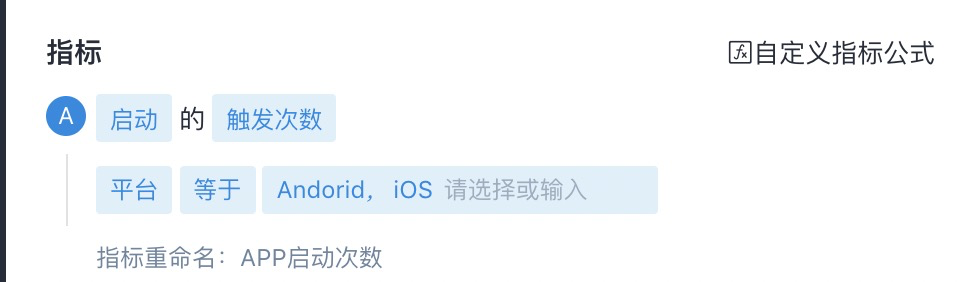 指标
自定义指标公式
A 启动 的 触发次数
平台 等于 Andorid， iOS 请选择或输入
指标重命名：APP启动次数